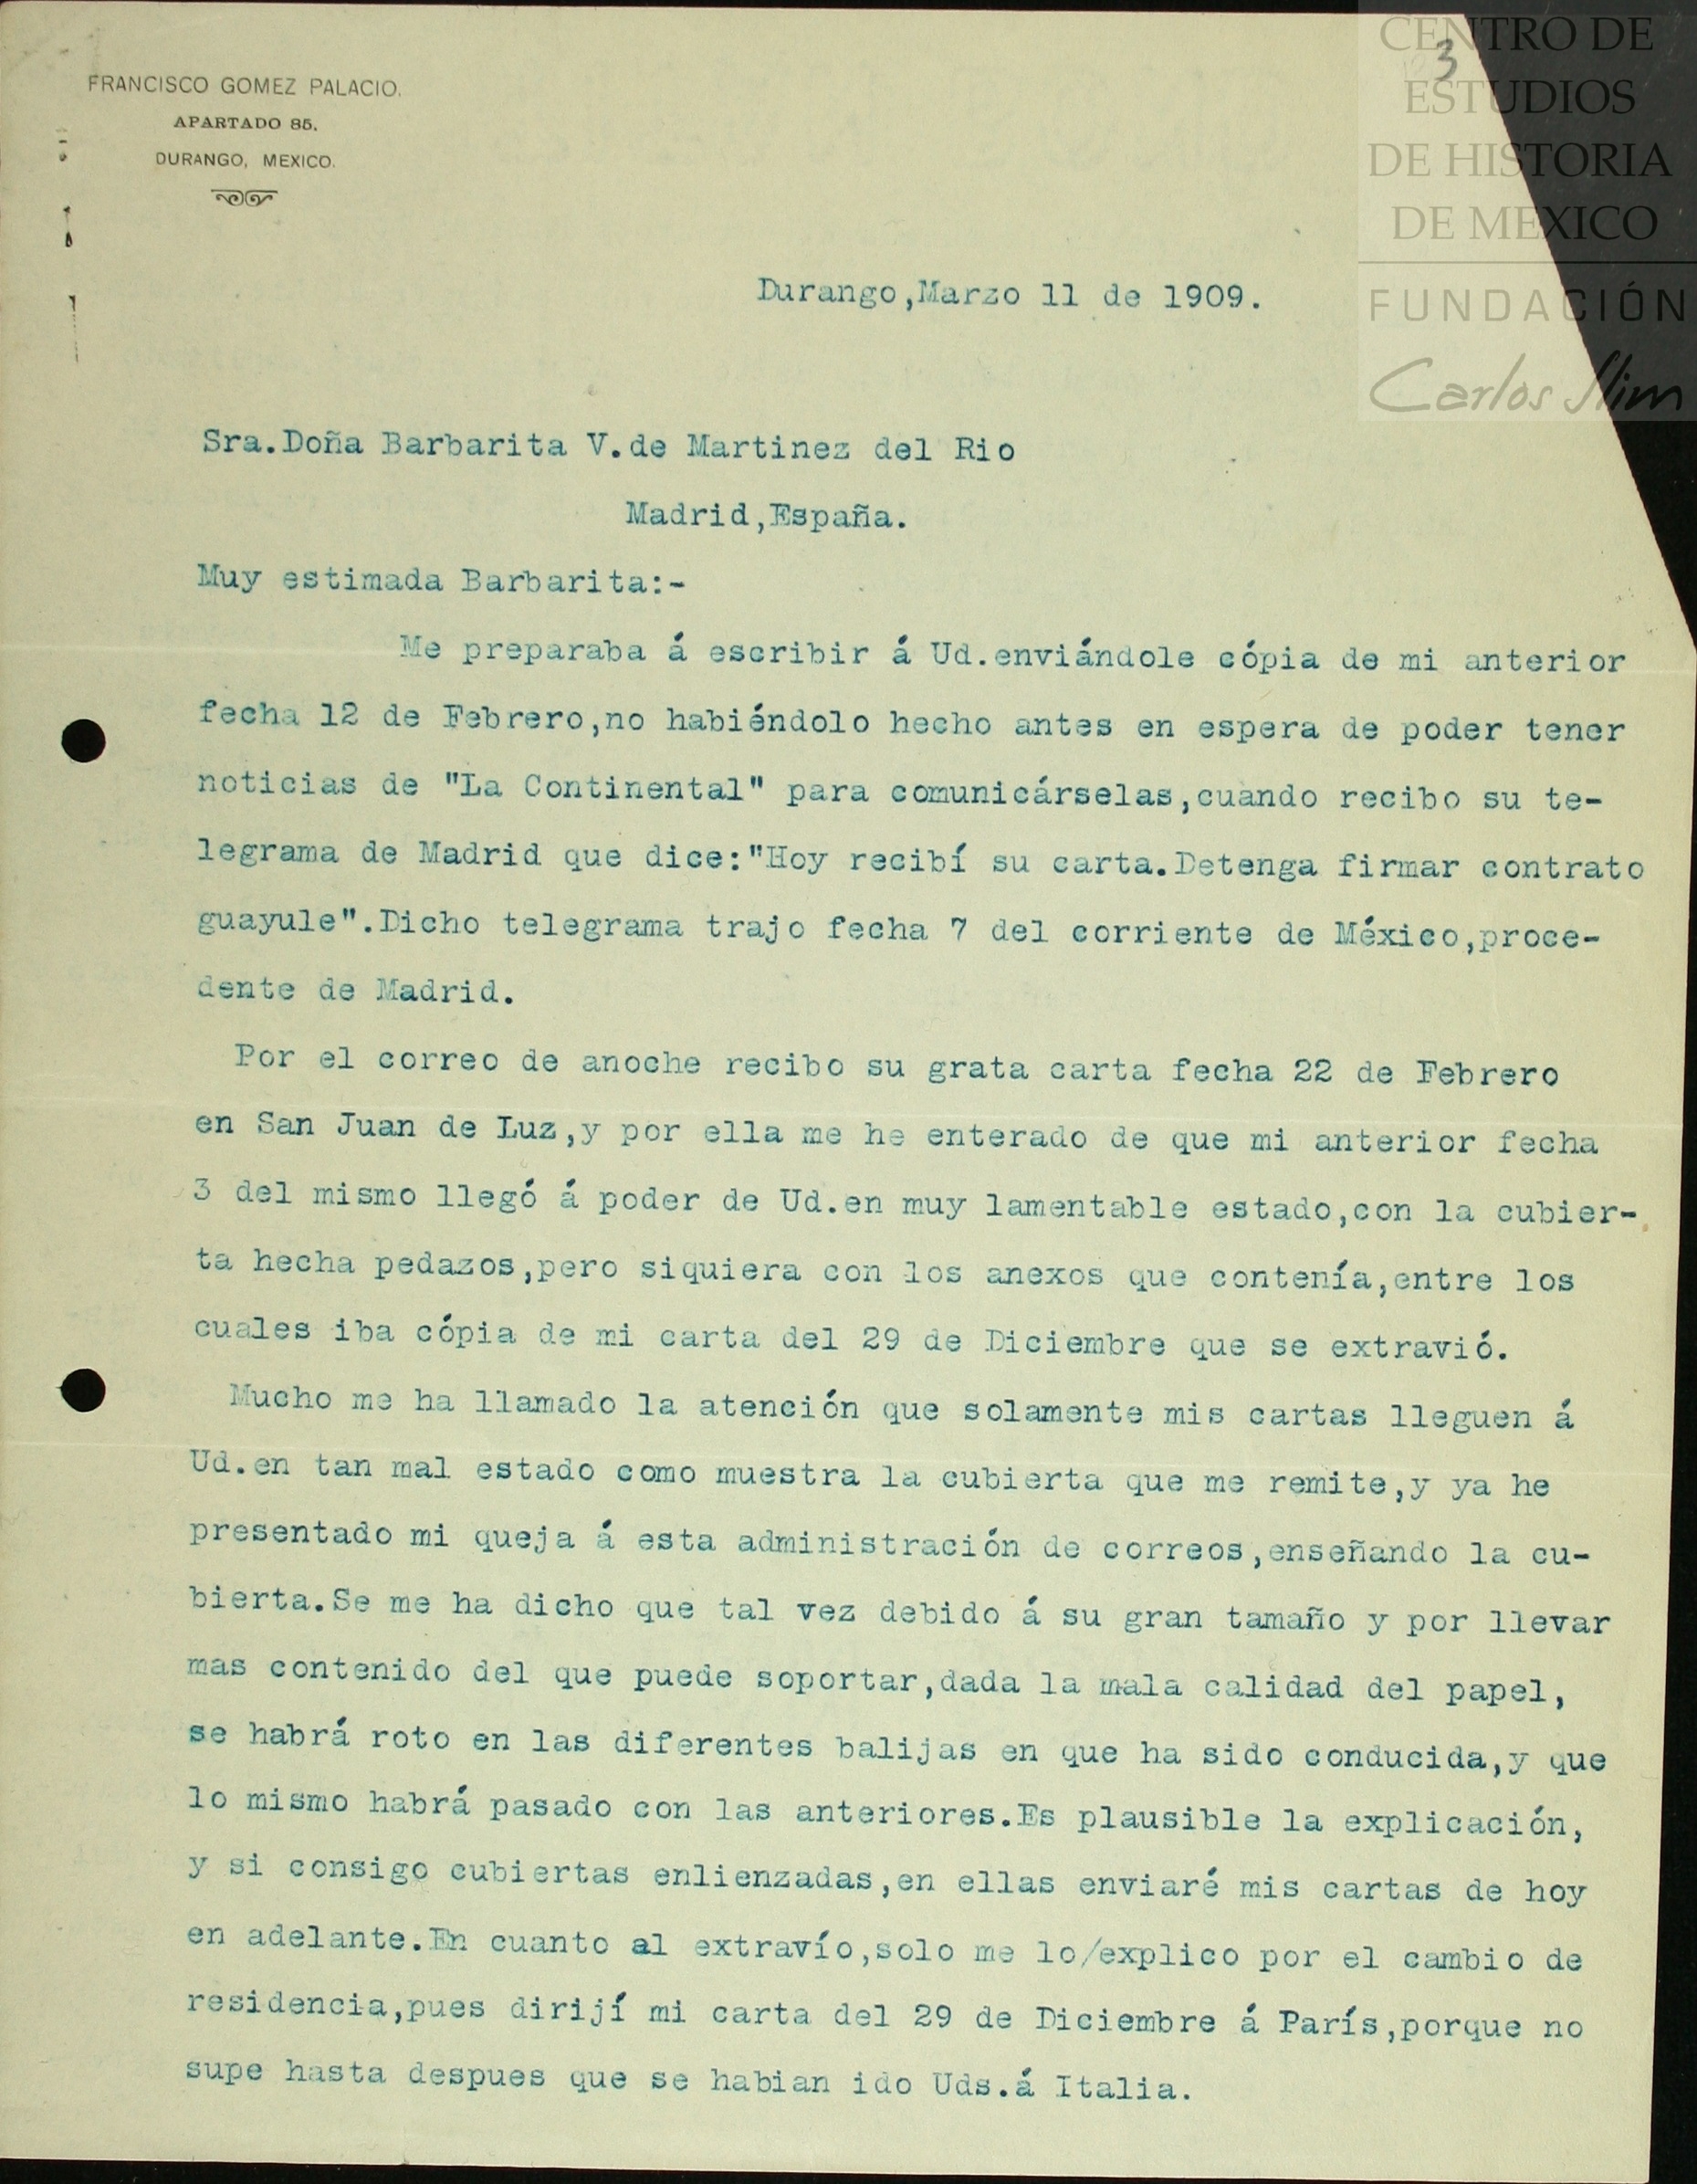 FRANCISCO GOMEZ PALACIO.
APARTADO 85.
DURANGO, MEXICO.
3
CENTRO DE
ESTUDIOS
DE HISTORIA
DE MEXICO
FUNDACIÓN
Carlos Slim
Durango,Marzo 11 de 1909.
Sra.Doña Barbarita V.de Martinez del Rio
Madrid,España.
Muy estimada Barbarita:-
Me preparaba á escribir á Ud.enviándole cópia de mi anterior
fecha 12 de Febrero,no habiéndolo hecho antes en espera de poder tener
noticias de "La Continental" para comunicárselas,cuando recibo su te-
legrama de Madrid que dice:"Hoy recibí su carta.Detenga firmar contrato
guayule".Dicho telegrama trajo fecha 7 del corriente de México,proce-
dente de Madrid.
Por el correo de anoche recibo su grata carta fecha 22 de Febrero
en San Juan de Luz,y por ella me he enterado de que mi anterior fecha
3 del mismo llegó á poder de Ud.en muy lamentable estado,con la cubier-
ta hecha pedazos,pero siquiera con los anexos que contenía,entre los
cuales iba cópia de mi carta del 29 de Diciembre que se extravió.
Mucho me ha llamado la atención que solamente mis cartas lleguen á
Ud.en tan mal estado como muestra la cubierta que me remite,y ya he
presentado mi queja á esta administración de correos,enseñando la cu-
bierta.Se me ha dicho que tal vez debido á su gran tamaño y por llevar
mas contenido del que puede soportar,dada la mala calidad del papel,
se habrá roto en las diferentes balijas en que ha sido conducida,y que
lo mismo habrá pasado con las anteriores.Es plausible la explicación,
y si consigo cubiertas enlienzadas,en ellas enviaré mis cartas de hoy
en adelante.En cuanto al extravío,solo me lo/explico por el cambio de
residencia,pues dirijí mi carta del 29 de Diciembre á París,porque no
supe hasta despues que se habian ido Uds.á Italia.